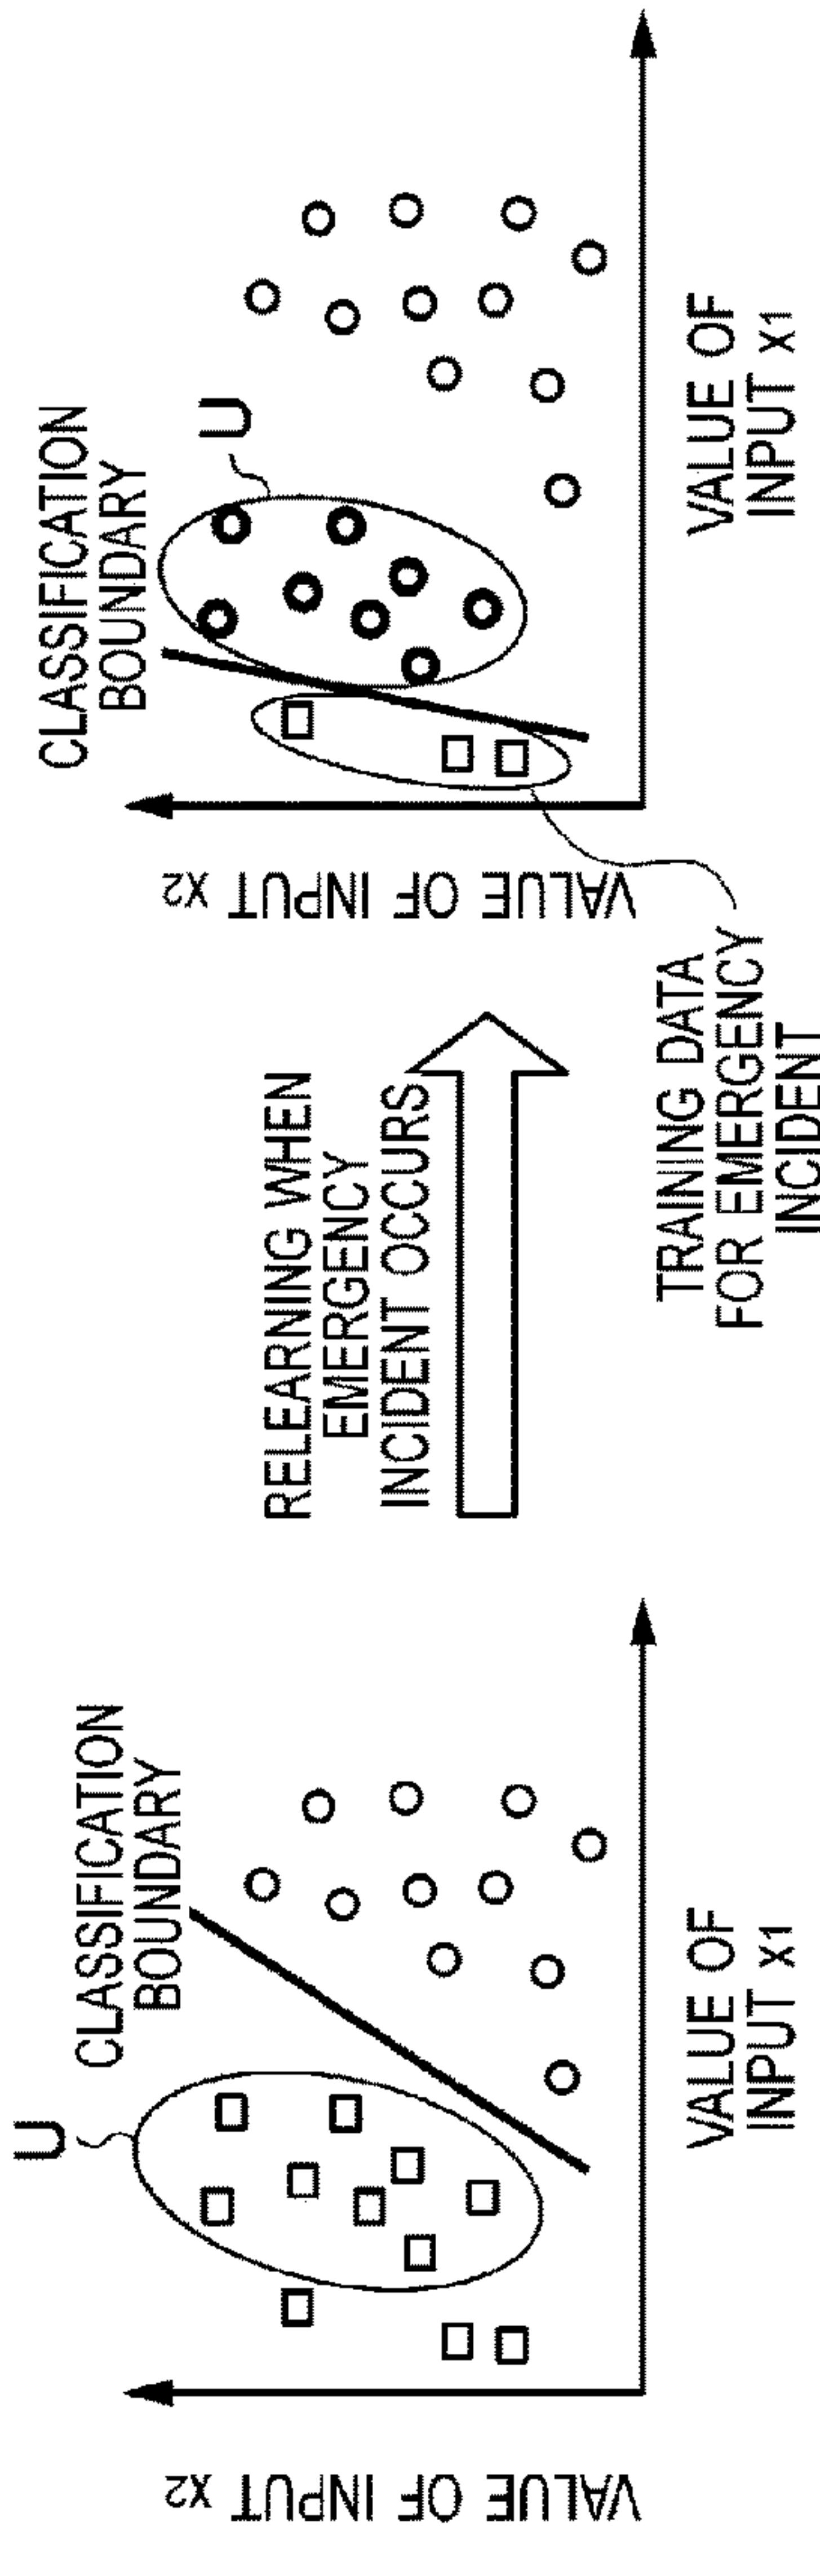 U
CLASSIFICATION
BOUNDARY
VALUE OF INPUT X2
VALUE OF
INPUT X1
RELEARNING WHEN
EMERGENCY
INCIDENT OCCURS
CLASSIFICATION
BOUNDARY
U
VALUE OF INPUT X2
VALUE OF
INPUT X1
TRAINING DATA
FOR EMERGENCY
INCIDENT